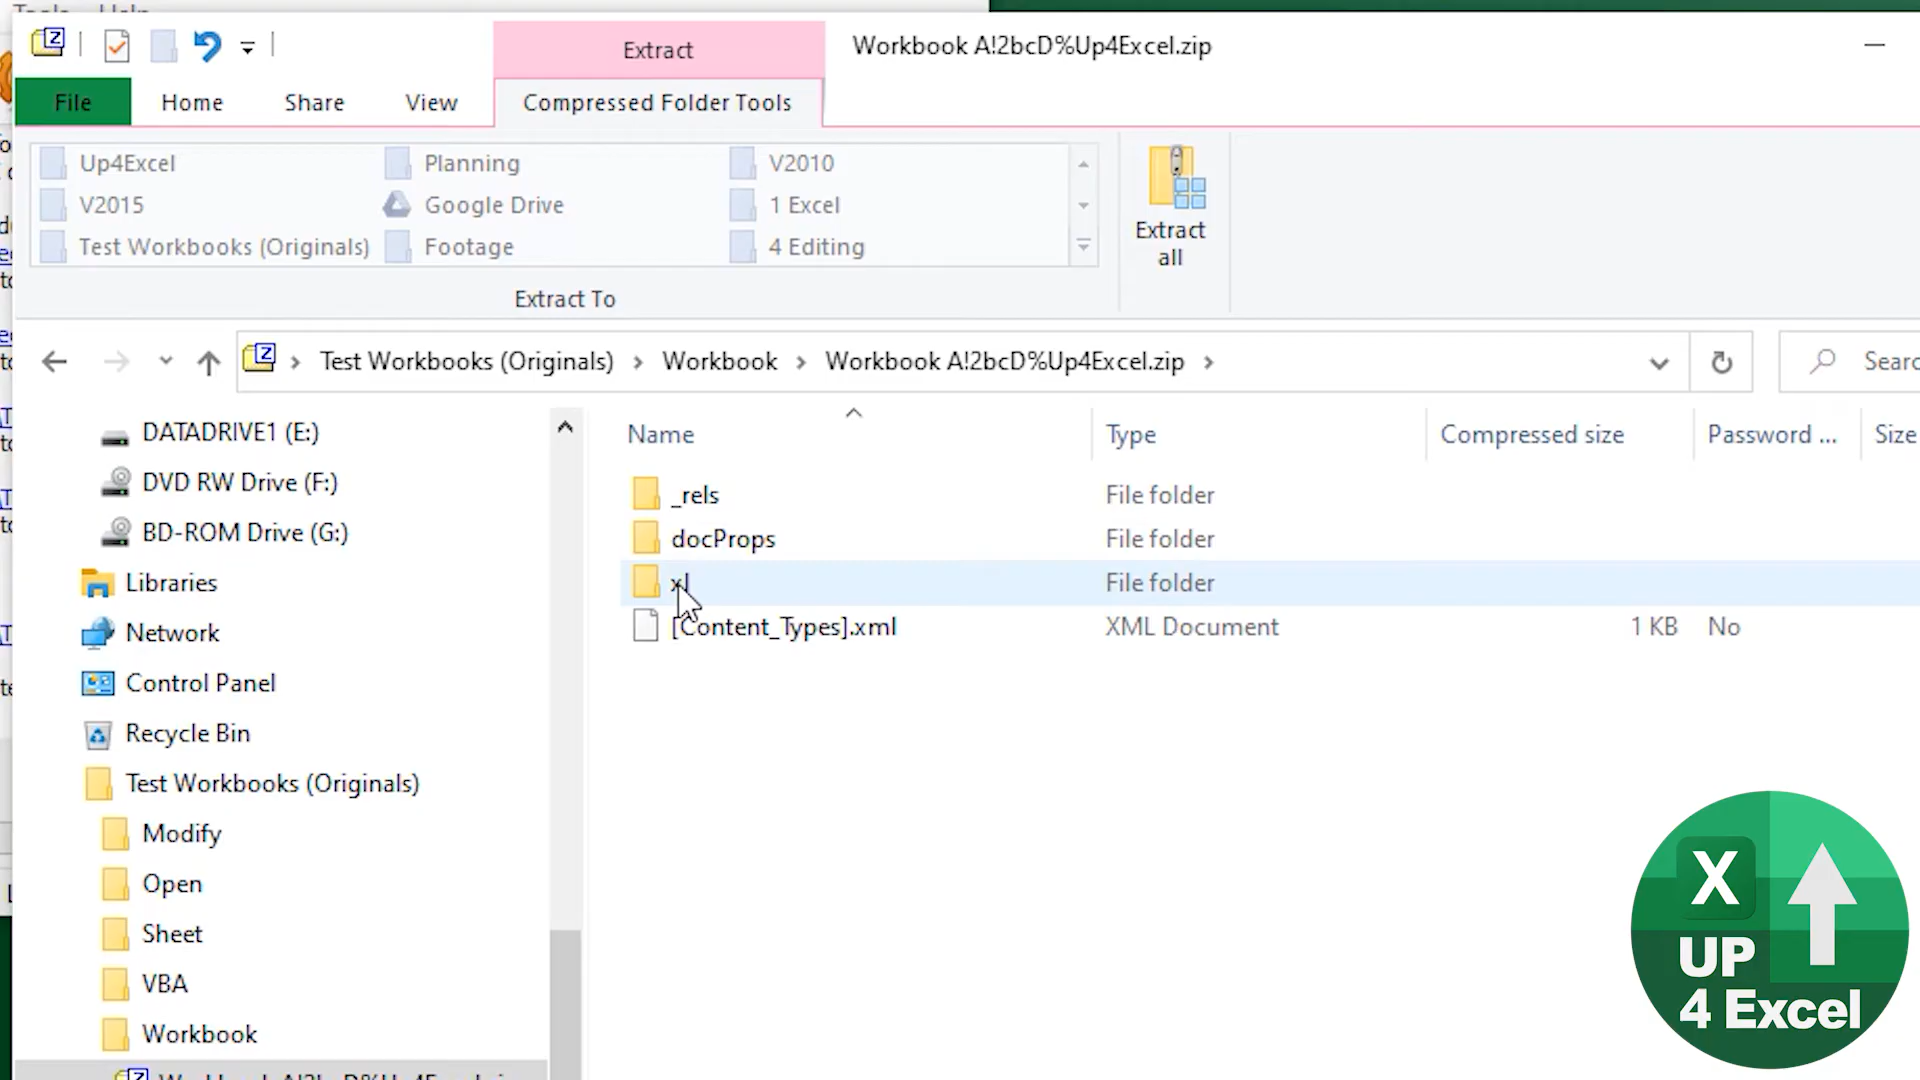 Tools Help
Extract
Workbook A!2bcD%Up4Excel.zip
File Home Share View Compressed Folder Tools
Up4Excel Planning V2010
V2015 Google Drive 1 Excel
Test Workbooks (Originals) Footage 4 Editing
Extract all
Extract To
Test Workbooks (Originals) Workbook Workbook A!2bcD%Up4Excel.zip
Name Type Compressed size Password ... Size
DATADRIVE1 (E:)
DVD RW Drive (F:)
BD-ROM Drive (G:)
Libraries
Network
Control Panel
Recycle Bin
Test Workbooks (Originals)
Modify
Open
Sheet
VBA
Workbook
_rels File folder
docProps File folder
xl File folder
[Content_Types].xml XML Document 1 KB No
X
UP
4 Excel